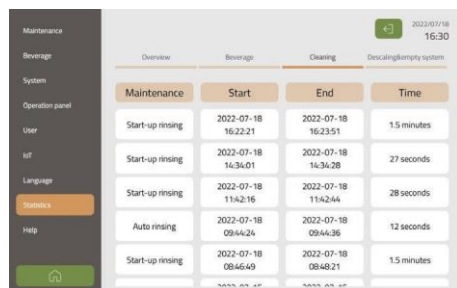 2022/07/18
16:30
Maintenance
Beverage
System
Operation panel
User
IoT
Language
Statistics
Help
Overview
Beverage
Cleaning
Descaling&empty system
Maintenance
Start
End
Time
Start-up rinsing
2022-07-18
16:22:21
2022-07-18
16:23:51
1.5 minutes
Start-up rinsing
2022-07-18
14:34:01
2022-07-18
14:34:28
27 seconds
Start-up rinsing
2022-07-18
11:42:16
2022-07-18
11:42:44
28 seconds
Auto rinsing
2022-07-18
09:44:24
2022-07-18
09:44:36
12 seconds
Start-up rinsing
2022-07-18
08:46:49
2022-07-18
08:48:21
1.5 minutes